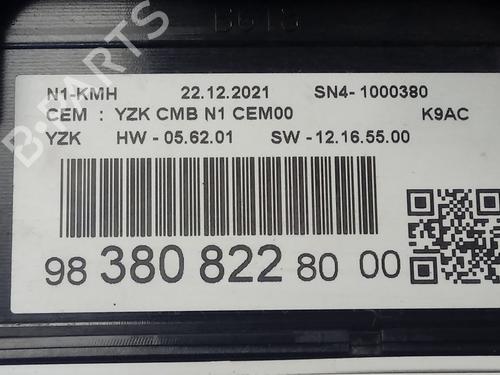 N1-KMH 22.12.2021 SN4- 1000380
CEM : YZK CMB N1 CEM00 K9AC
YZK HW - 05.62.01 SW - 12.16.55.00
98 380 822 80 00
B-PARTS